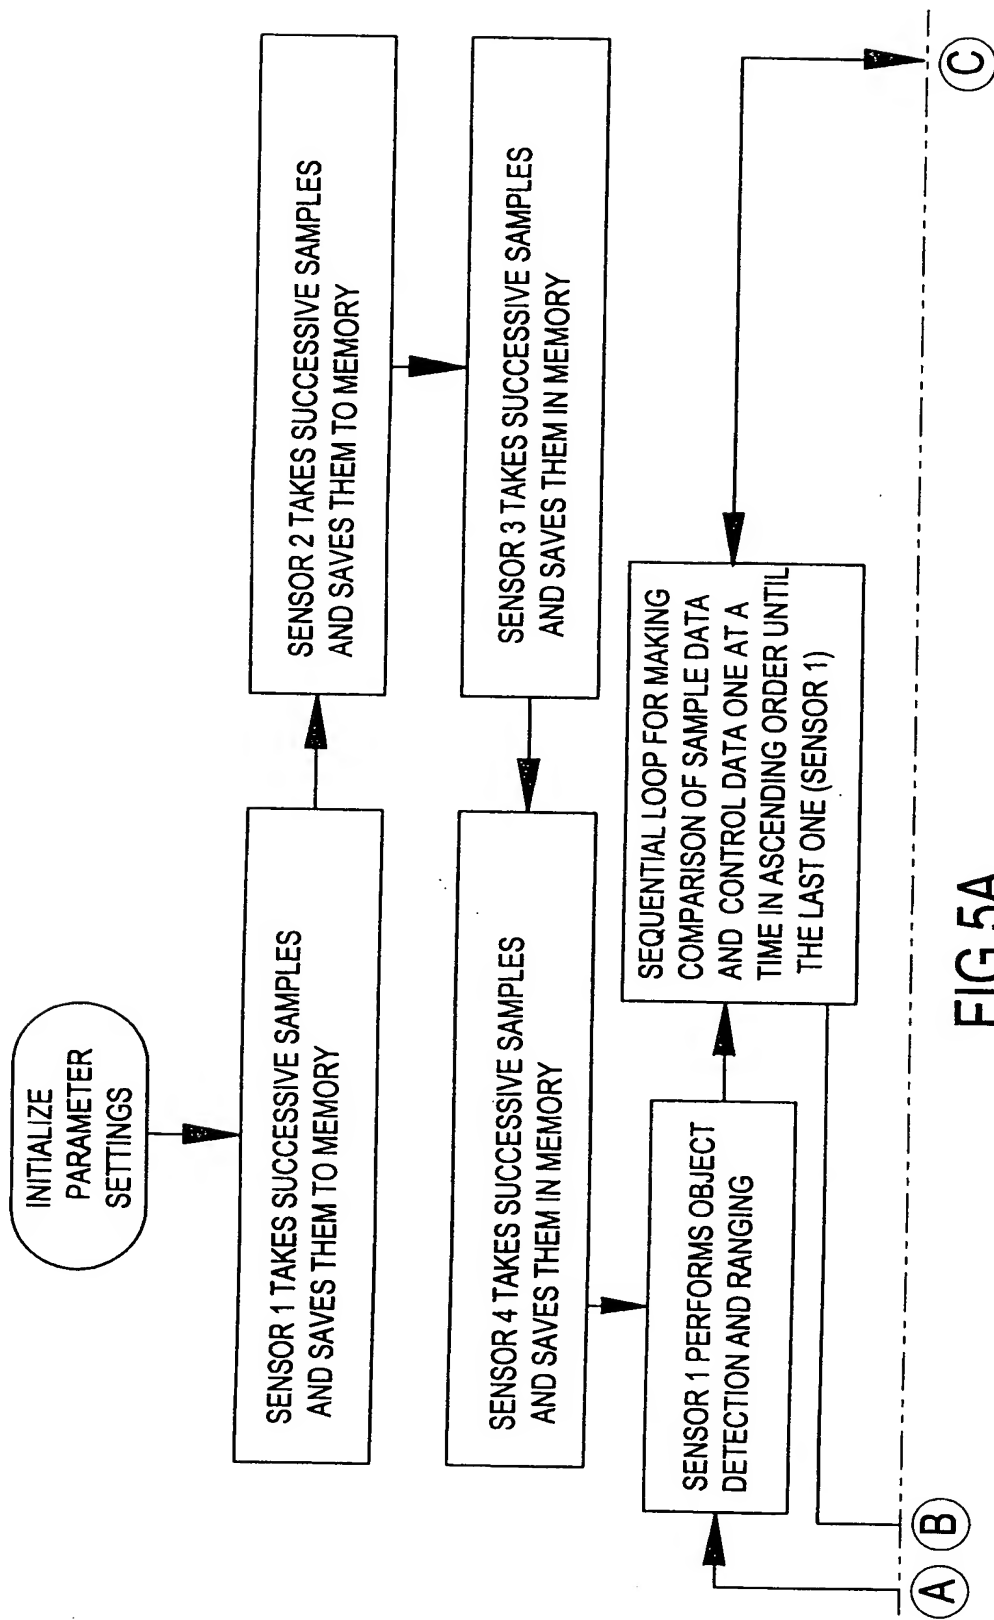 INITIALIZE
PARAMETER
SETTINGS
SENSOR 1 TAKES SUCCESSIVE SAMPLES
AND SAVES THEM TO MEMORY
SENSOR 2 TAKES SUCCESSIVE SAMPLES
AND SAVES THEM TO MEMORY
SENSOR 3 TAKES SUCCESSIVE SAMPLES
AND SAVES THEM IN MEMORY
SENSOR 4 TAKES SUCCESSIVE SAMPLES
AND SAVES THEM IN MEMORY
SENSOR 1 PERFORMS OBJECT
DETECTION AND RANGING
SEQUENTIAL LOOP FOR MAKING
COMPARISON OF SAMPLE DATA
AND CONTROL DATA ONE AT A
TIME IN ASCENDING ORDER UNTIL
THE LAST ONE (SENSOR 1)
A
B
C
FIG.5A